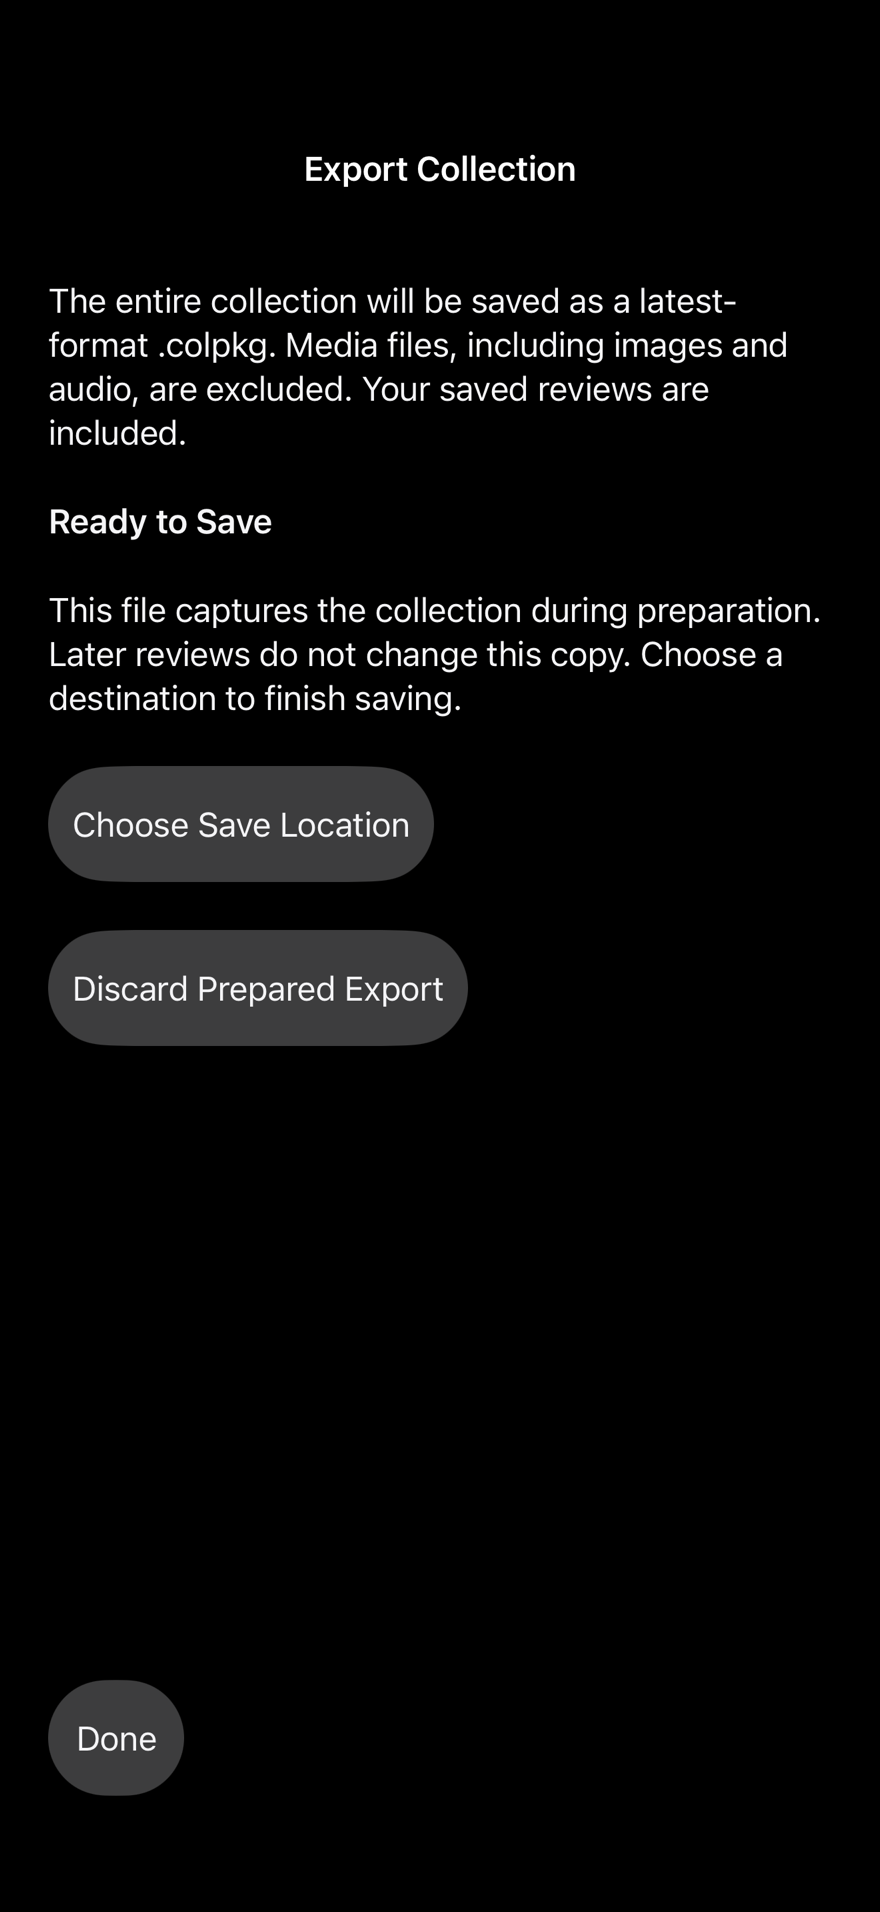 Export Collection
The entire collection will be saved as a latest-
format .colpkg. Media files, including images and
audio, are excluded. Your saved reviews are
included.
Ready to Save
This file captures the collection during preparation.
Later reviews do not change this copy. Choose a
destination to finish saving.
Choose Save Location
Discard Prepared Export
Done